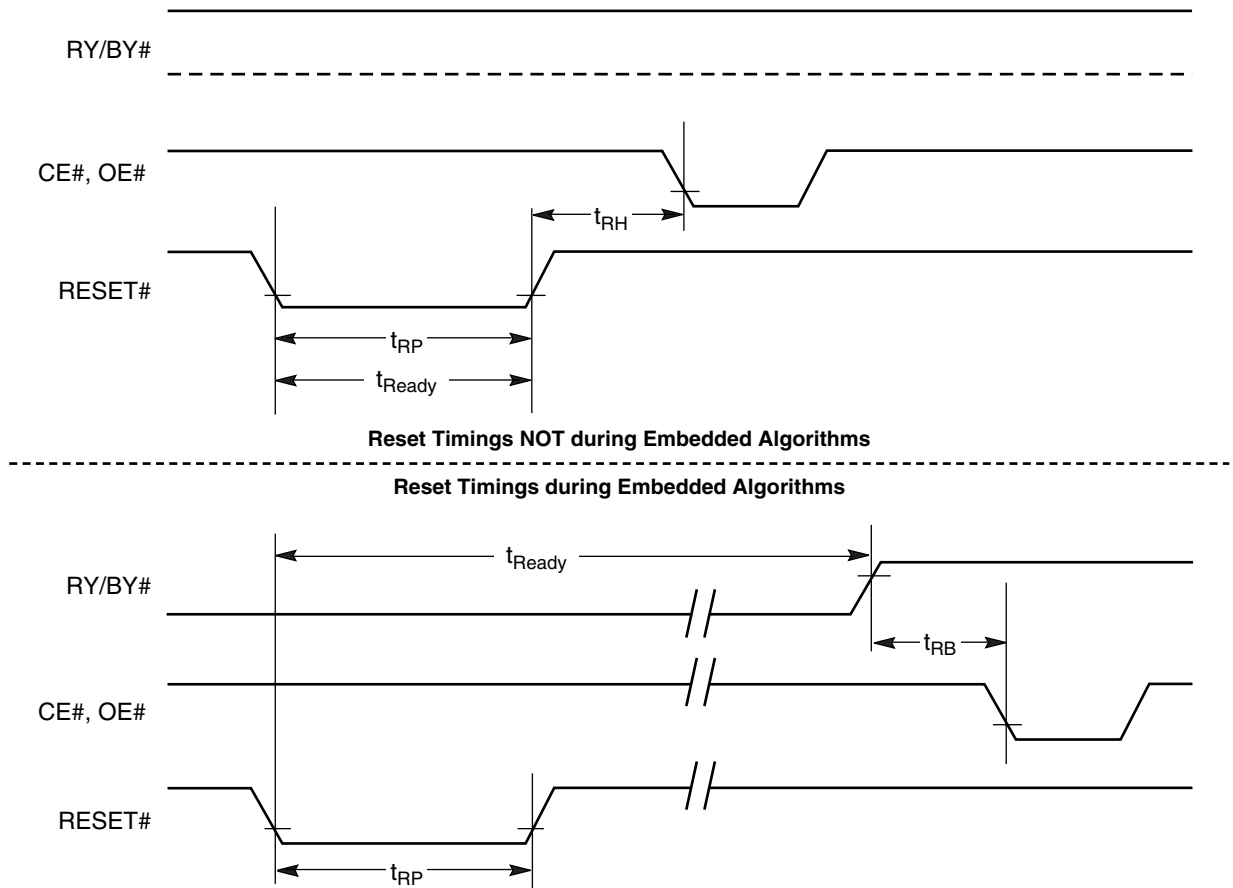 RY/BY#
CE#, OE#
tRH
RESET#
tRP
tReady
Reset Timings NOT during Embedded Algorithms
Reset Timings during Embedded Algorithms
tReady
RY/BY#
tRB
CE#, OE#
RESET#
tRP